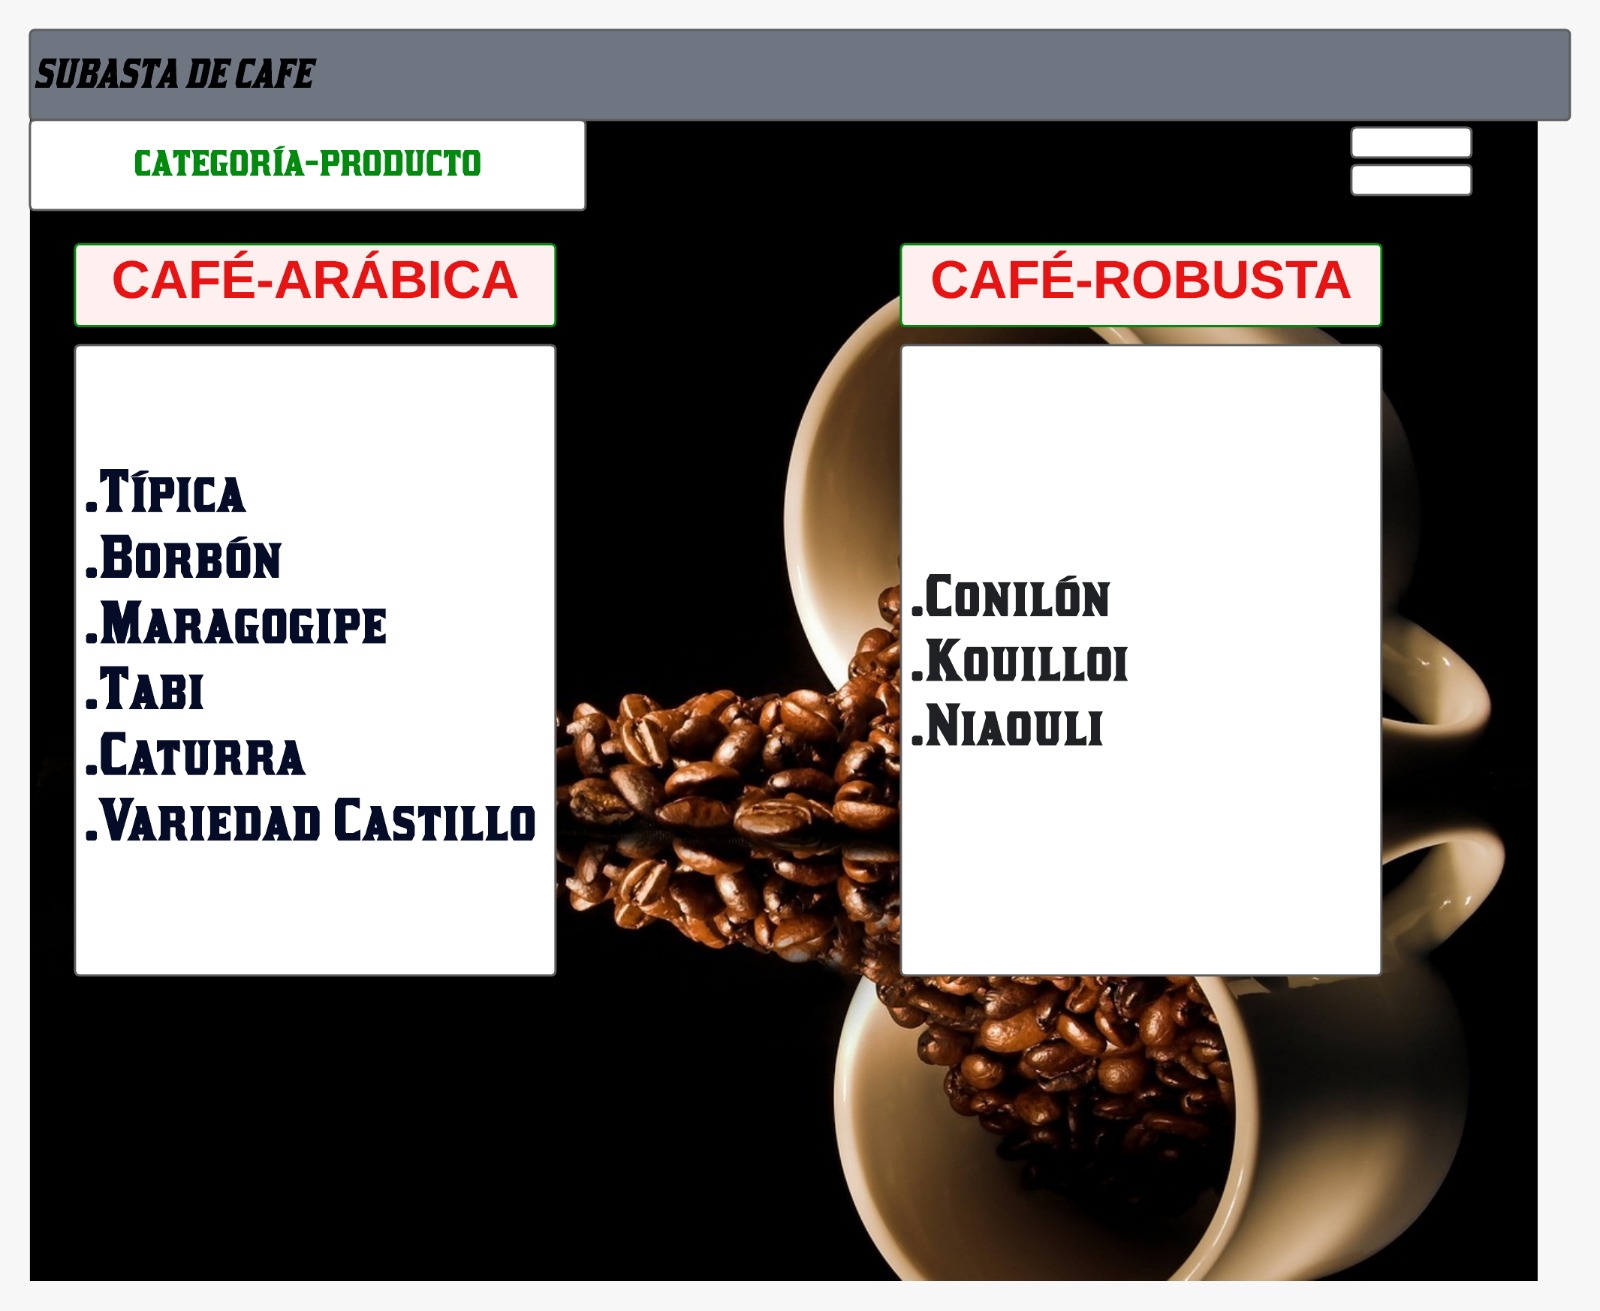 SUBASTA DE CAFE
CATEGORÍA-PRODUCTO
CAFÉ-ARÁBICA
CAFÉ-ROBUSTA
.Típica
.Borbón
.Maragogipe
.Tabi
.Caturra
.Variedad Castillo
.Conilón
.Kouilloi
.Niaouli